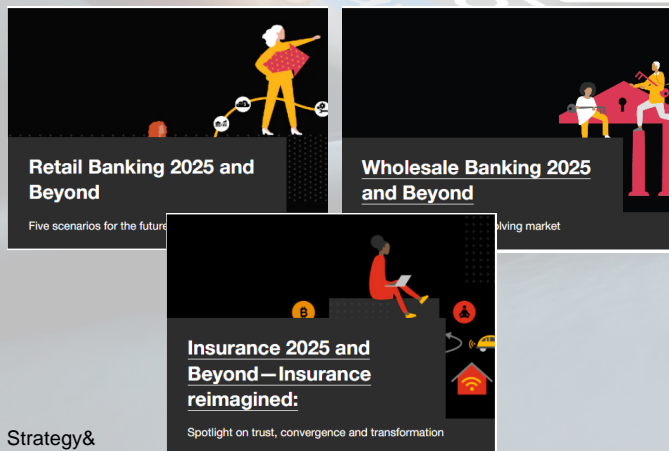 Retail Banking 2025 and
Beyond
Five scenarios for the future
Wholesale Banking 2025
and Beyond
olving market
Insurance 2025 and
Beyond—Insurance
reimagined:
Spotlight on trust, convergence and transformation
Strategy&